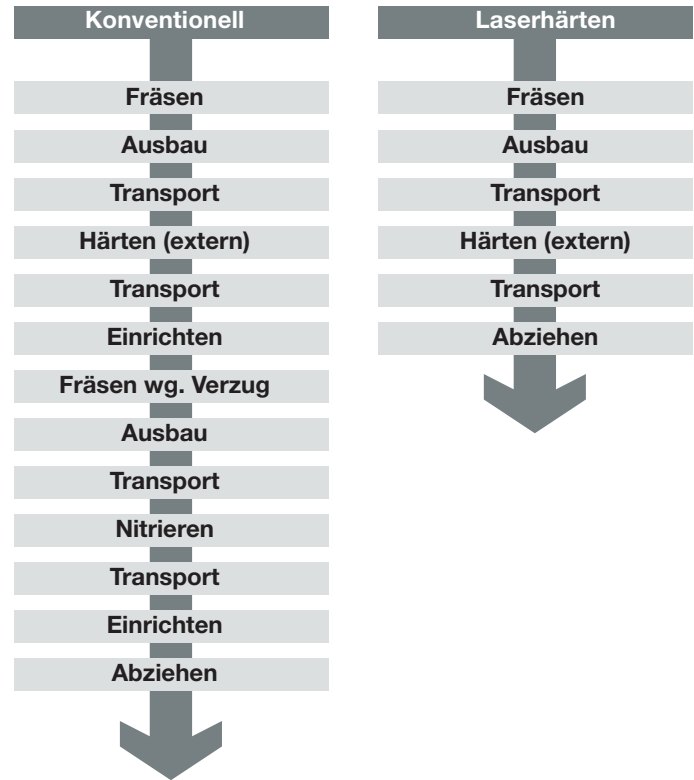 Konventionell
Fräsen
Ausbau
Transport
Härten (extern)
Transport
Einrichten
Fräsen wg. Verzug
Ausbau
Transport
Nitrieren
Transport
Einrichten
Abziehen
Laserhärten
Fräsen
Ausbau
Transport
Härten (extern)
Transport
Abziehen